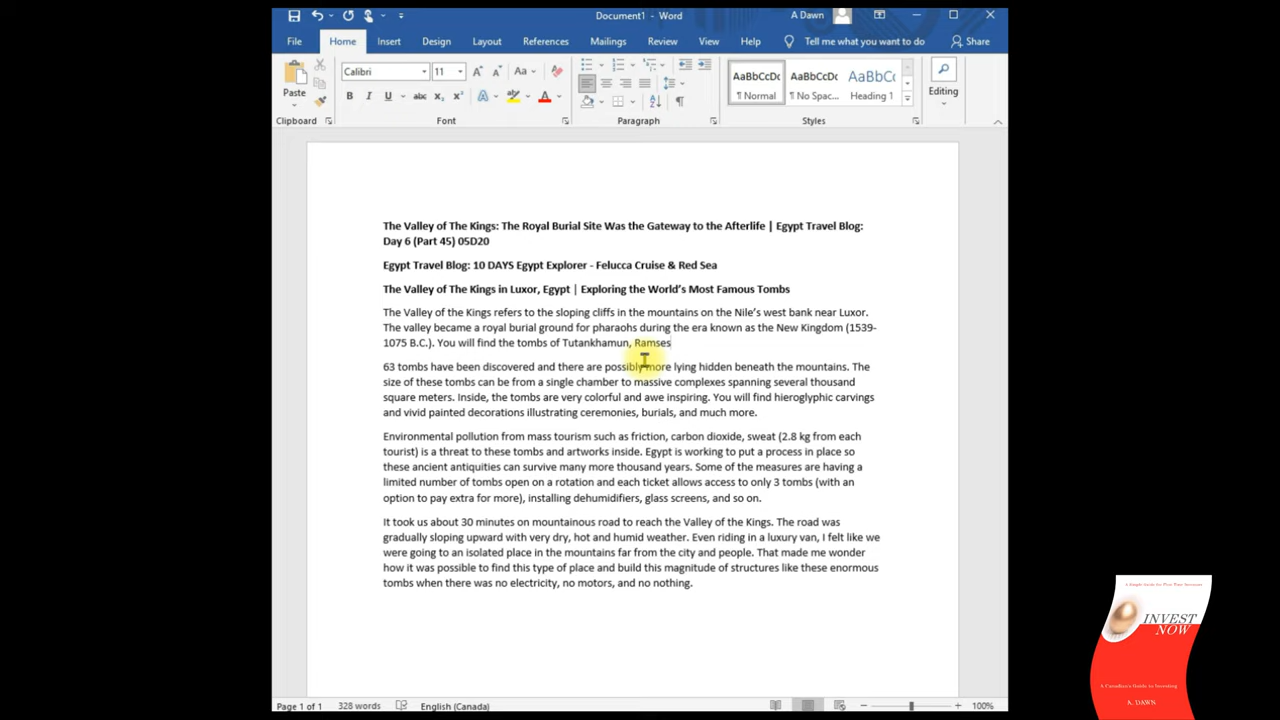 Document1 - Word
A Dawn
File Home Insert Design Layout References Mailings Review View Help Tell me what you want to do Share
Calibri 11 Aa AaBbCcDc AaBbCcDc AaBbCc
Paste B I U abc x₂ x² A ab A ¶ Normal ¶ No Spac... Heading 1 Editing
Clipboard Font Paragraph Styles
The Valley of The Kings: The Royal Burial Site Was the Gateway to the Afterlife | Egypt Travel Blog:
Day 6 (Part 45) 05D20
Egypt Travel Blog: 10 DAYS Egypt Explorer - Felucca Cruise & Red Sea
The Valley of The Kings in Luxor, Egypt | Exploring the World's Most Famous Tombs
The Valley of the Kings refers to the sloping cliffs in the mountains on the Nile's west bank near Luxor.
The valley became a royal burial ground for pharaohs during the era known as the New Kingdom (1539-
1075 B.C.). You will find the tombs of Tutankhamun, Ramses
63 tombs have been discovered and there are possibly more lying hidden beneath the mountains. The
size of these tombs can be from a single chamber to massive complexes spanning several thousand
square meters. Inside, the tombs are very colorful and awe inspiring. You will find hieroglyphic carvings
and vivid painted decorations illustrating ceremonies, burials, and much more.
Environmental pollution from mass tourism such as friction, carbon dioxide, sweat (2.8 kg from each
tourist) is a threat to these tombs and artworks inside. Egypt is working to put a process in place so
these ancient antiquities can survive many more thousand years. Some of the measures are having a
limited number of tombs open on a rotation and each ticket allows access to only 3 tombs (with an
option to pay extra for more), installing dehumidifiers, glass screens, and so on.
It took us about 30 minutes on mountainous road to reach the Valley of the Kings. The road was
gradually sloping upward with very dry, hot and humid weather. Even riding in a luxury van, I felt like we
were going to an isolated place in the mountains far from the city and people. That made me wonder
how it was possible to find this type of place and build this magnitude of structures like these enormous
tombs when there was no electricity, no motors, and no nothing.
Page 1 of 1 328 words English (Canada) 100%
A Simple Guide for First Time Investors
INVEST
NOW
A Canadian's Guide to Investing
A. DAWN